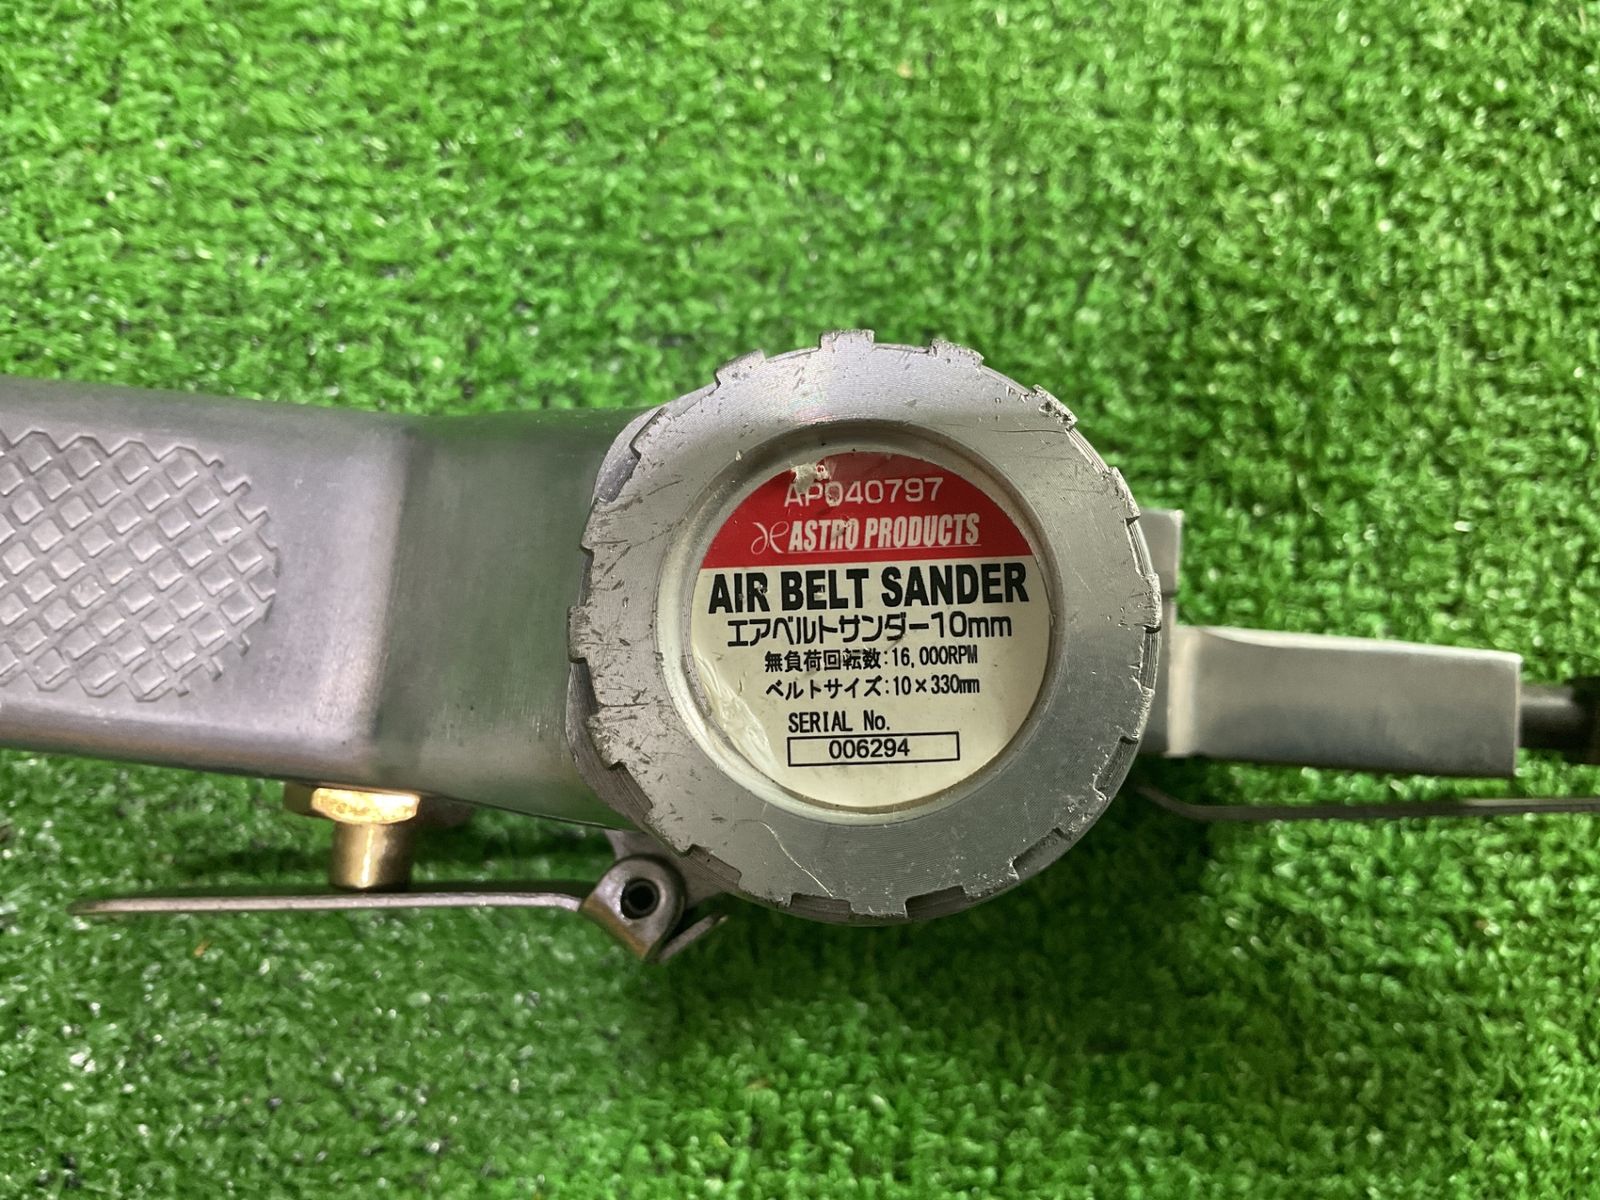 AP040797
ASTRO PRODUCTS
AIR BELT SANDER
エアベルトサンダー10mm
無負荷回転数:16,000RPM
ベルトサイズ:10×330mm
SERIAL No.
006294